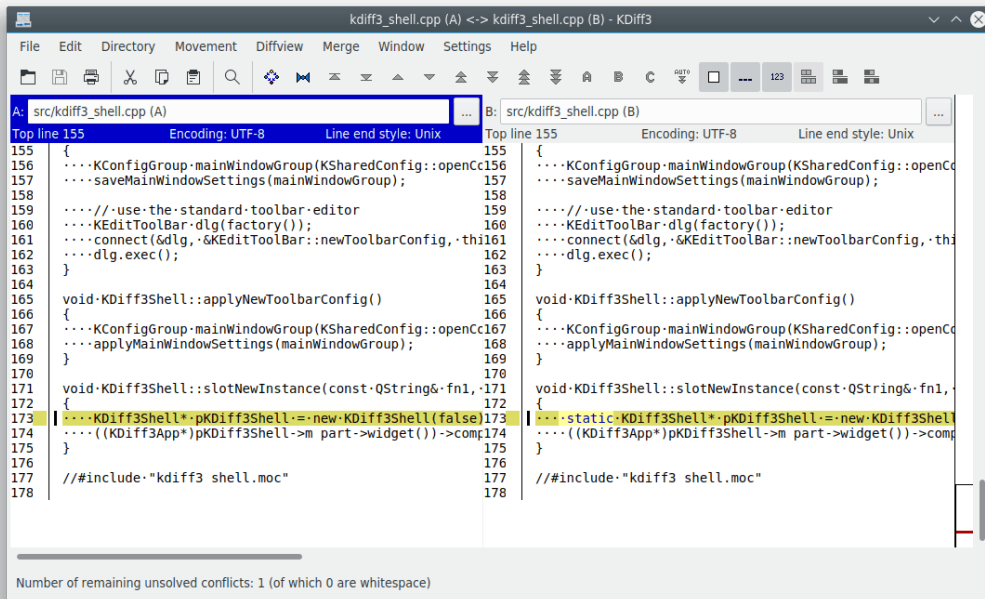 kdiff3_shell.cpp (A) <-> kdiff3_shell.cpp (B) - KDiff3
File Edit Directory Movement Diffview Merge Window Settings Help
A B C AUTO 123
A: src/kdiff3_shell.cpp (A) ...
Top line 155 Encoding: UTF-8 Line end style: Unix
155 {
156 ····KConfigGroup·mainWindowGroup(KSharedConfig::openCo
157 ····saveMainWindowSettings(mainWindowGroup);
158
159 ····//·use·the·standard·toolbar·editor
160 ····KEditToolBar·dlg(factory());
161 ····connect(&dlg,·&KEditToolBar::newToolbarConfig,·thi
162 ····dlg.exec();
163 }
164
165 void·KDiff3Shell::applyNewToolbarConfig()
166 {
167 ····KConfigGroup·mainWindowGroup(KSharedConfig::openCo
168 ····applyMainWindowSettings(mainWindowGroup);
169 }
170
171 void·KDiff3Shell::slotNewInstance(const·QString&·fn1,·
172 {
173 ····KDiff3Shell*·pKDiff3Shell·=·new·KDiff3Shell(false)
174 ····((KDiff3App*)pKDiff3Shell->m part->widget())->comp
175 }
176
177 //#include·"kdiff3 shell.moc"
178
B: src/kdiff3_shell.cpp (B) ...
Top line 155 Encoding: UTF-8 Line end style: Unix
155 {
156 ····KConfigGroup·mainWindowGroup(KSharedConfig::openCo
157 ····saveMainWindowSettings(mainWindowGroup);
158
159 ····//·use·the·standard·toolbar·editor
160 ····KEditToolBar·dlg(factory());
161 ····connect(&dlg,·&KEditToolBar::newToolbarConfig,·thi
162 ····dlg.exec();
163 }
164
165 void·KDiff3Shell::applyNewToolbarConfig()
166 {
167 ····KConfigGroup·mainWindowGroup(KSharedConfig::openCo
168 ····applyMainWindowSettings(mainWindowGroup);
169 }
170
171 void·KDiff3Shell::slotNewInstance(const·QString&·fn1,·
172 {
173 ····static·KDiff3Shell*·pKDiff3Shell·=·new·KDiff3Shell
174 ····((KDiff3App*)pKDiff3Shell->m part->widget())->comp
175 }
176
177 //#include·"kdiff3 shell.moc"
178
Number of remaining unsolved conflicts: 1 (of which 0 are whitespace)